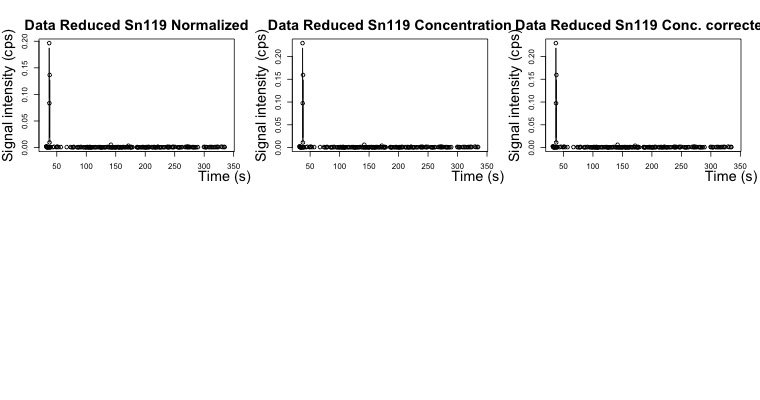 Data Reduced Sn119 Normalized
Signal intensity (cps)
0.00 0.05 0.10 0.15 0.20
50 100 150 200 250 300 350
Time (s)
Data Reduced Sn119 Concentration
Signal intensity (cps)
0.00 0.05 0.10 0.15 0.20
50 100 150 200 250 300 350
Time (s)
Data Reduced Sn119 Conc. correcte
Signal intensity (cps)
0.00 0.05 0.10 0.15 0.20
50 100 150 200 250 300 350
Time (s)